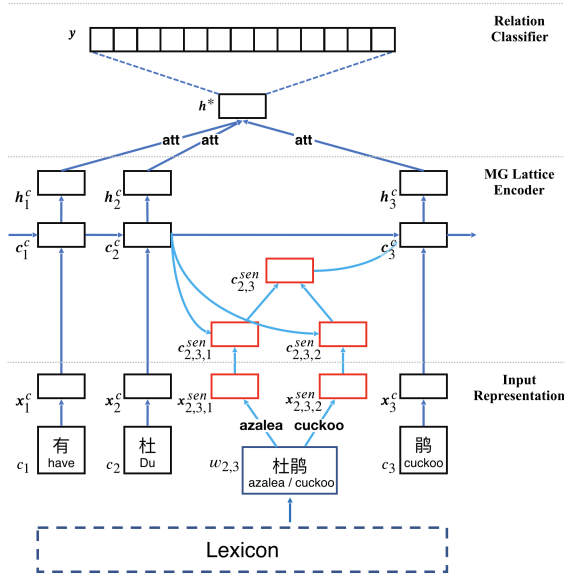 y
Relation
Classifier
h*
att att att
MG Lattice
Encoder
h_1^c h_2^c h_3^c
c_1^c c_2^c c_3^c
c_{2,3}^{sen}
c_{2,3,1}^{sen} c_{2,3,2}^{sen}
Input
Representation
x_1^c x_2^c x_{2,3,1}^{sen} x_{2,3,2}^{sen} x_3^c
azalea cuckoo
c_1 有 c_2 杜 w_{2,3} 杜鹃 c_3 鹃
have Du azalea / cuckoo cuckoo
Lexicon